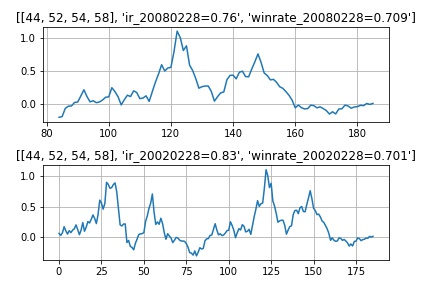 [[44, 52, 54, 58], 'ir_20080228=0.76', 'winrate_20080228=0.709']
1.0
0.5
0.0
80 100 120 140 160 180
[[44, 52, 54, 58], 'ir_20020228=0.83', 'winrate_20020228=0.701']
1.0
0.5
0.0
0 25 50 75 100 125 150 175